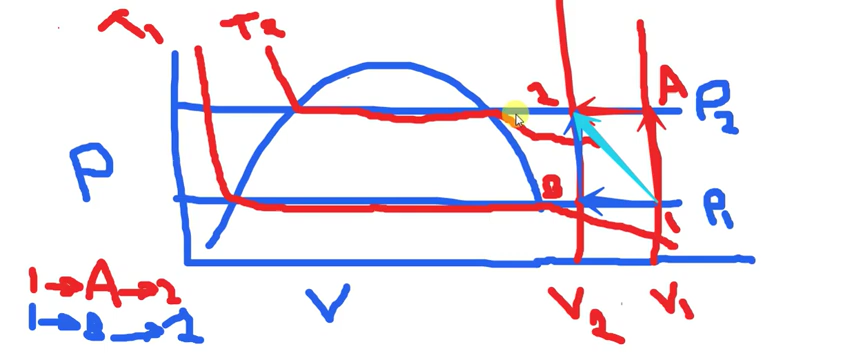 T₁ T₂
2 A P₂
P
B 1 P₁
1→A→2
1→B→2
V V₂ V₁